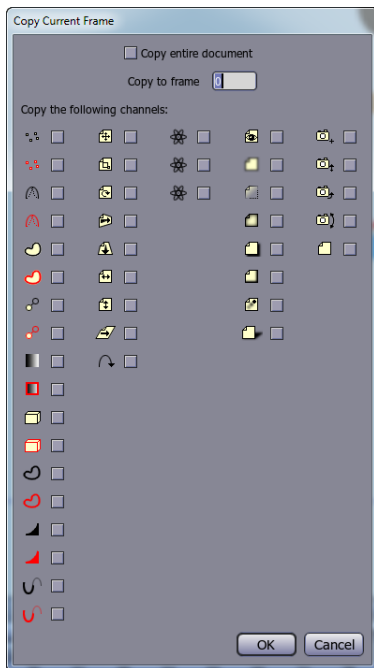 Copy Current Frame
Copy entire document
Copy to frame 0
Copy the following channels:
OK Cancel